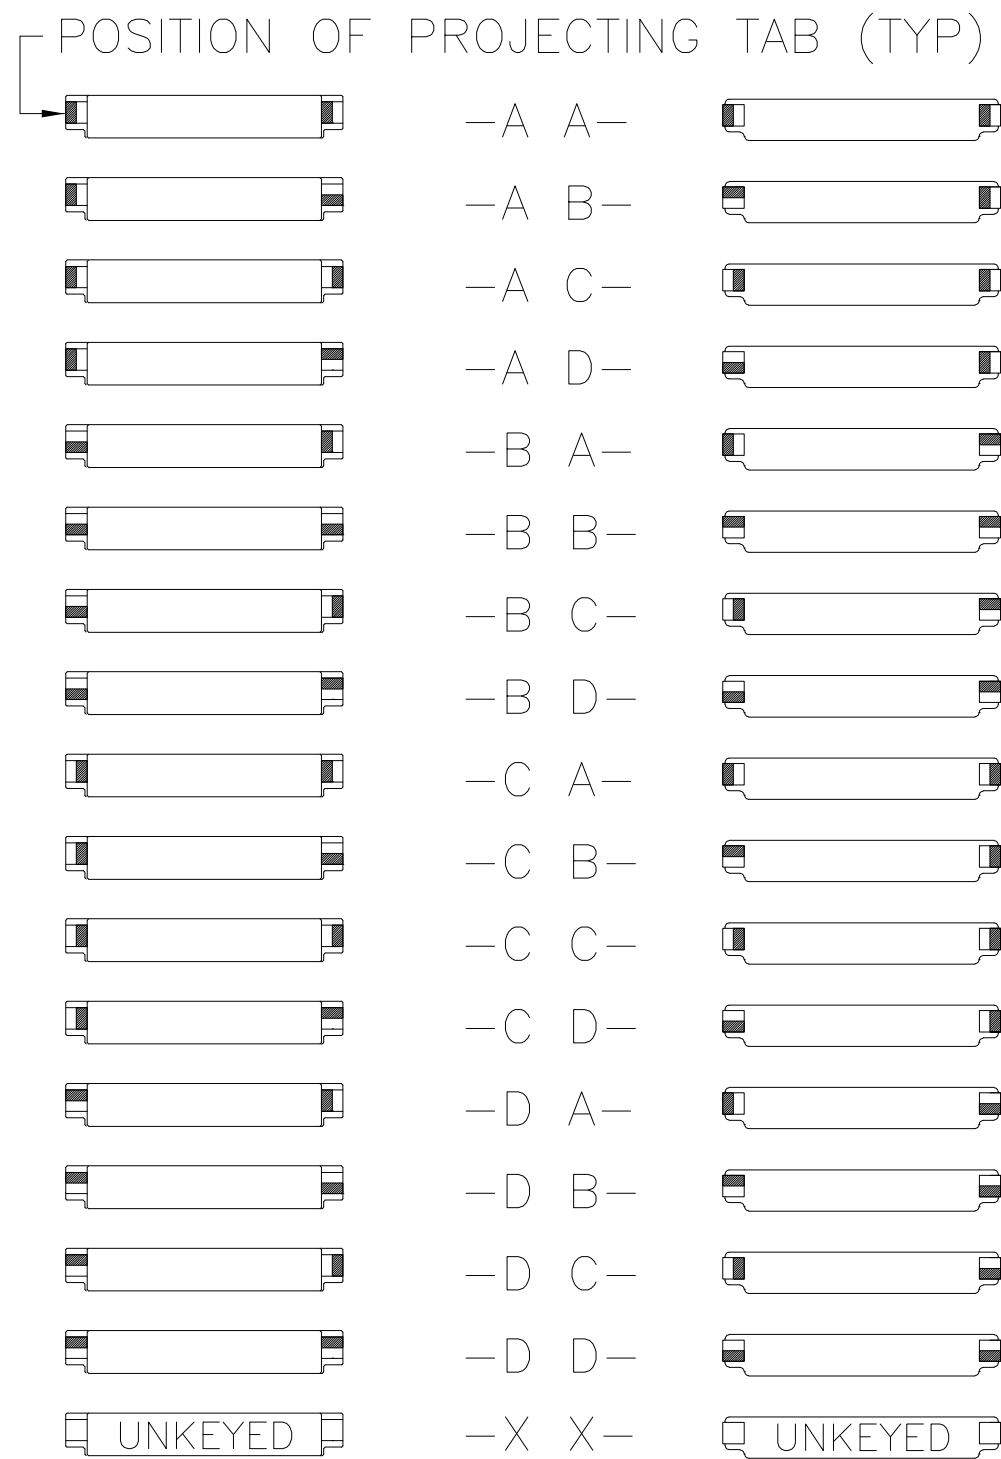 POSITION OF PROJECTING TAB (TYP)
-A A-
-A B-
-A C-
-A D-
-B A-
-B B-
-B C-
-B D-
-C A-
-C B-
-C C-
-C D-
-D A-
-D B-
-D C-
-D D-
UNKEYED -X X- UNKEYED